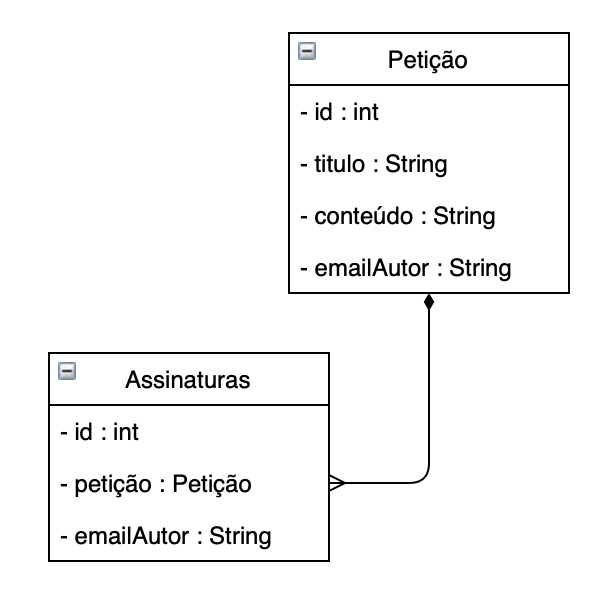 Petição
- id : int
- titulo : String
- conteúdo : String
- emailAutor : String
Assinaturas
- id : int
- petição : Petição
- emailAutor : String